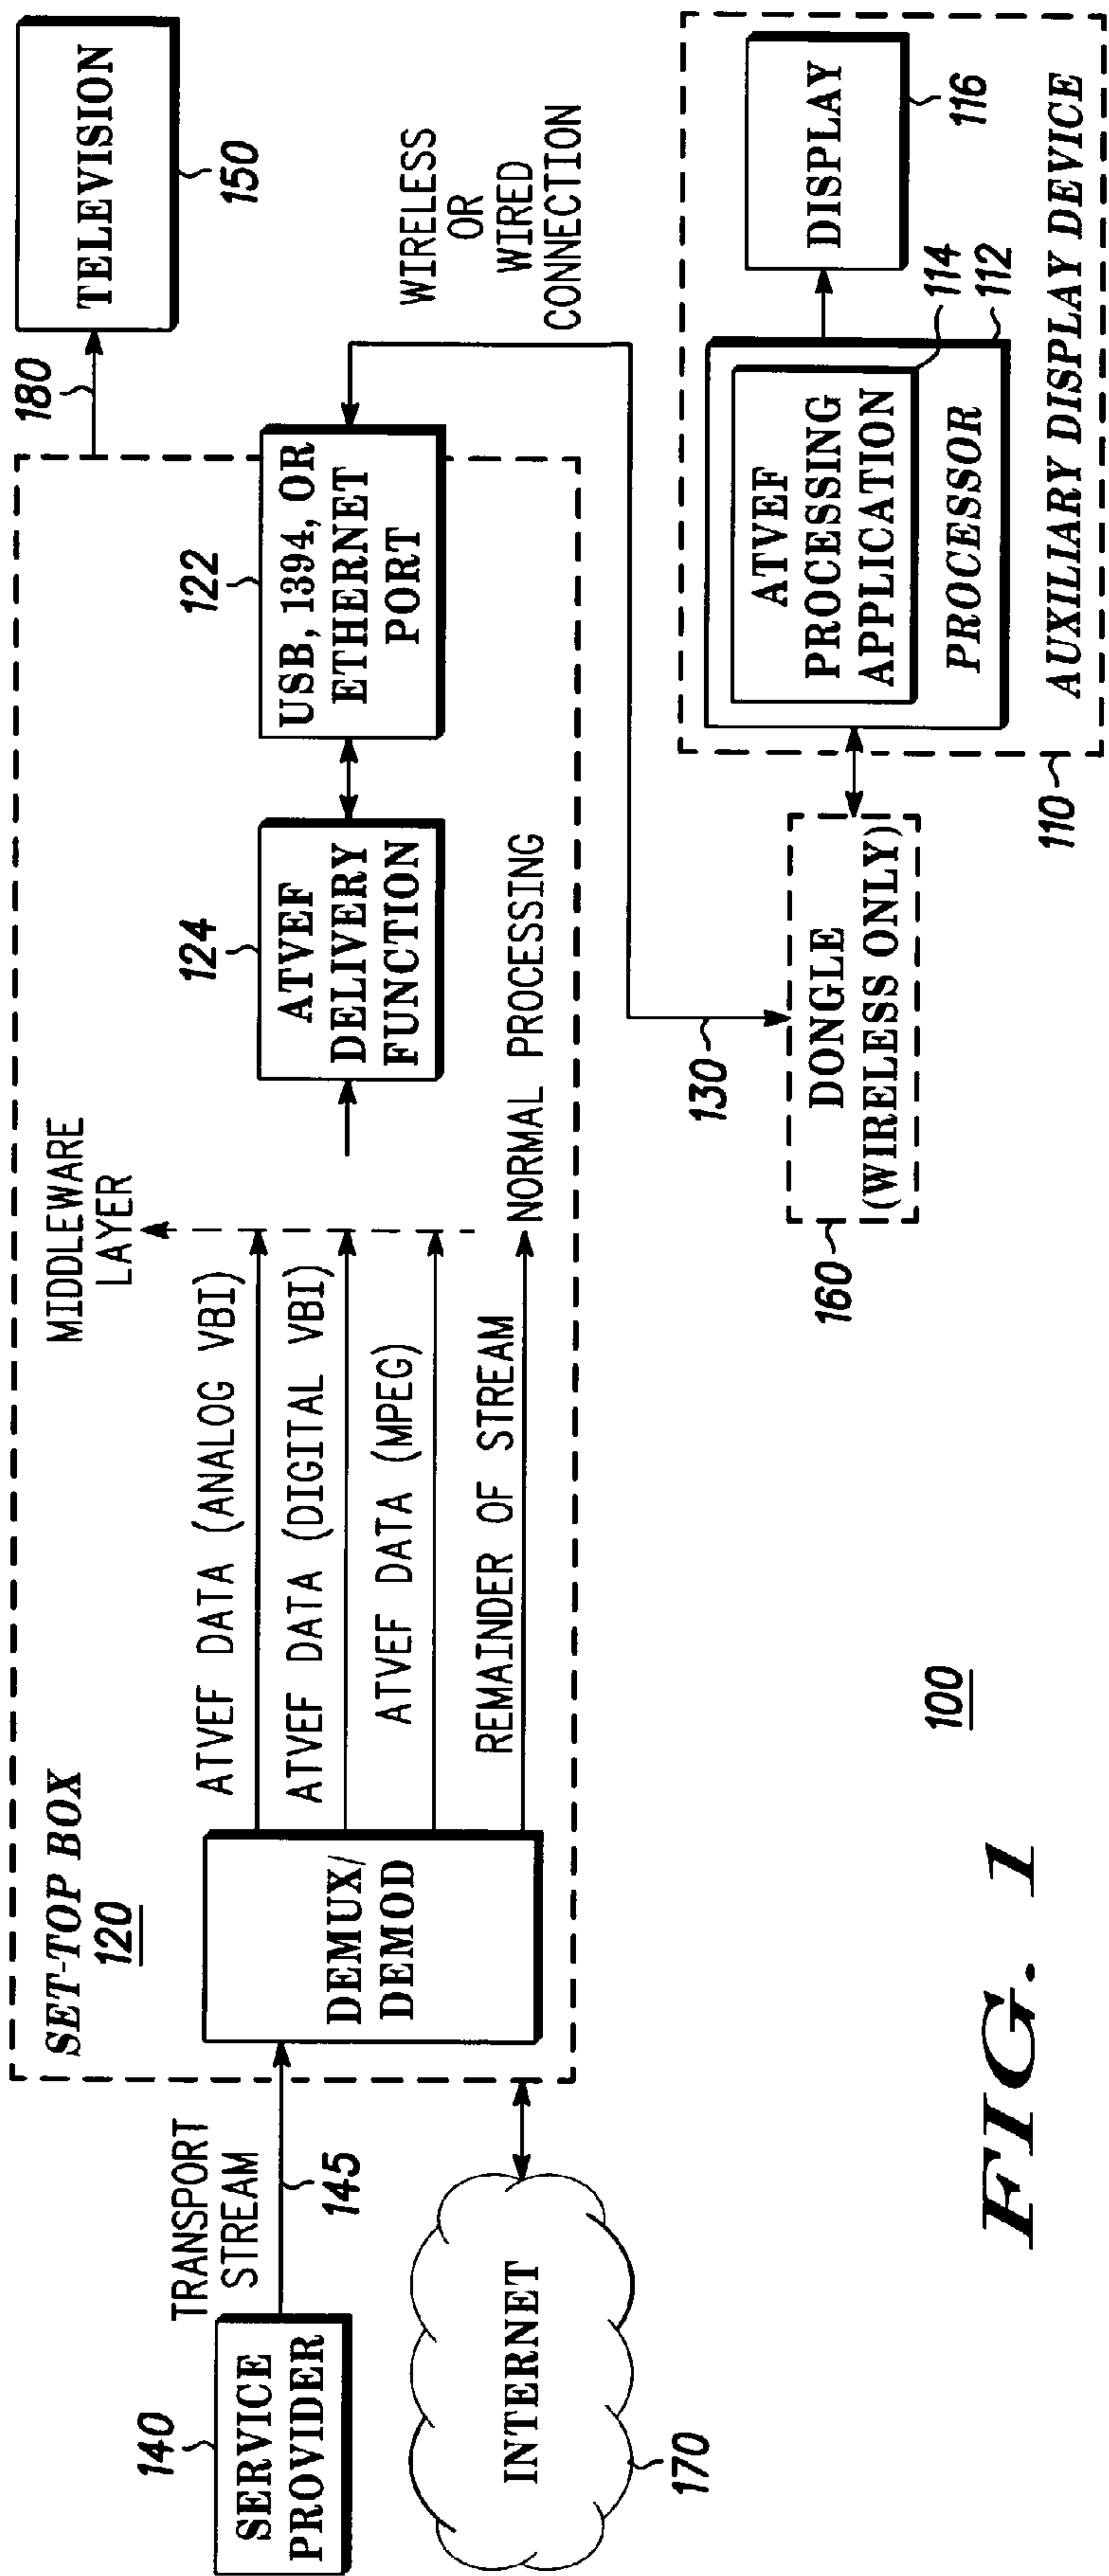 SERVICE
PROVIDER
140
TRANSPORT
STREAM
145
INTERNET
170
SET-TOP BOX
120
DEMUX/
DEMOD
ATVEF DATA (ANALOG VBI)
ATVEF DATA (DIGITAL VBI)
ATVEF DATA (MPEG)
REMAINDER OF STREAM
MIDDLEWARE
LAYER
NORMAL PROCESSING
124
ATVEF
DELIVERY
FUNCTION
122
USB, 1394, OR
ETHERNET
PORT
180
TELEVISION
150
WIRELESS
OR
WIRED
CONNECTION
130
DONGLE
(WIRELESS ONLY)
160
110
ATVEF
PROCESSING
APPLICATION
PROCESSOR
114
112
DISPLAY
116
AUXILIARY DISPLAY DEVICE
100
FIG. 1